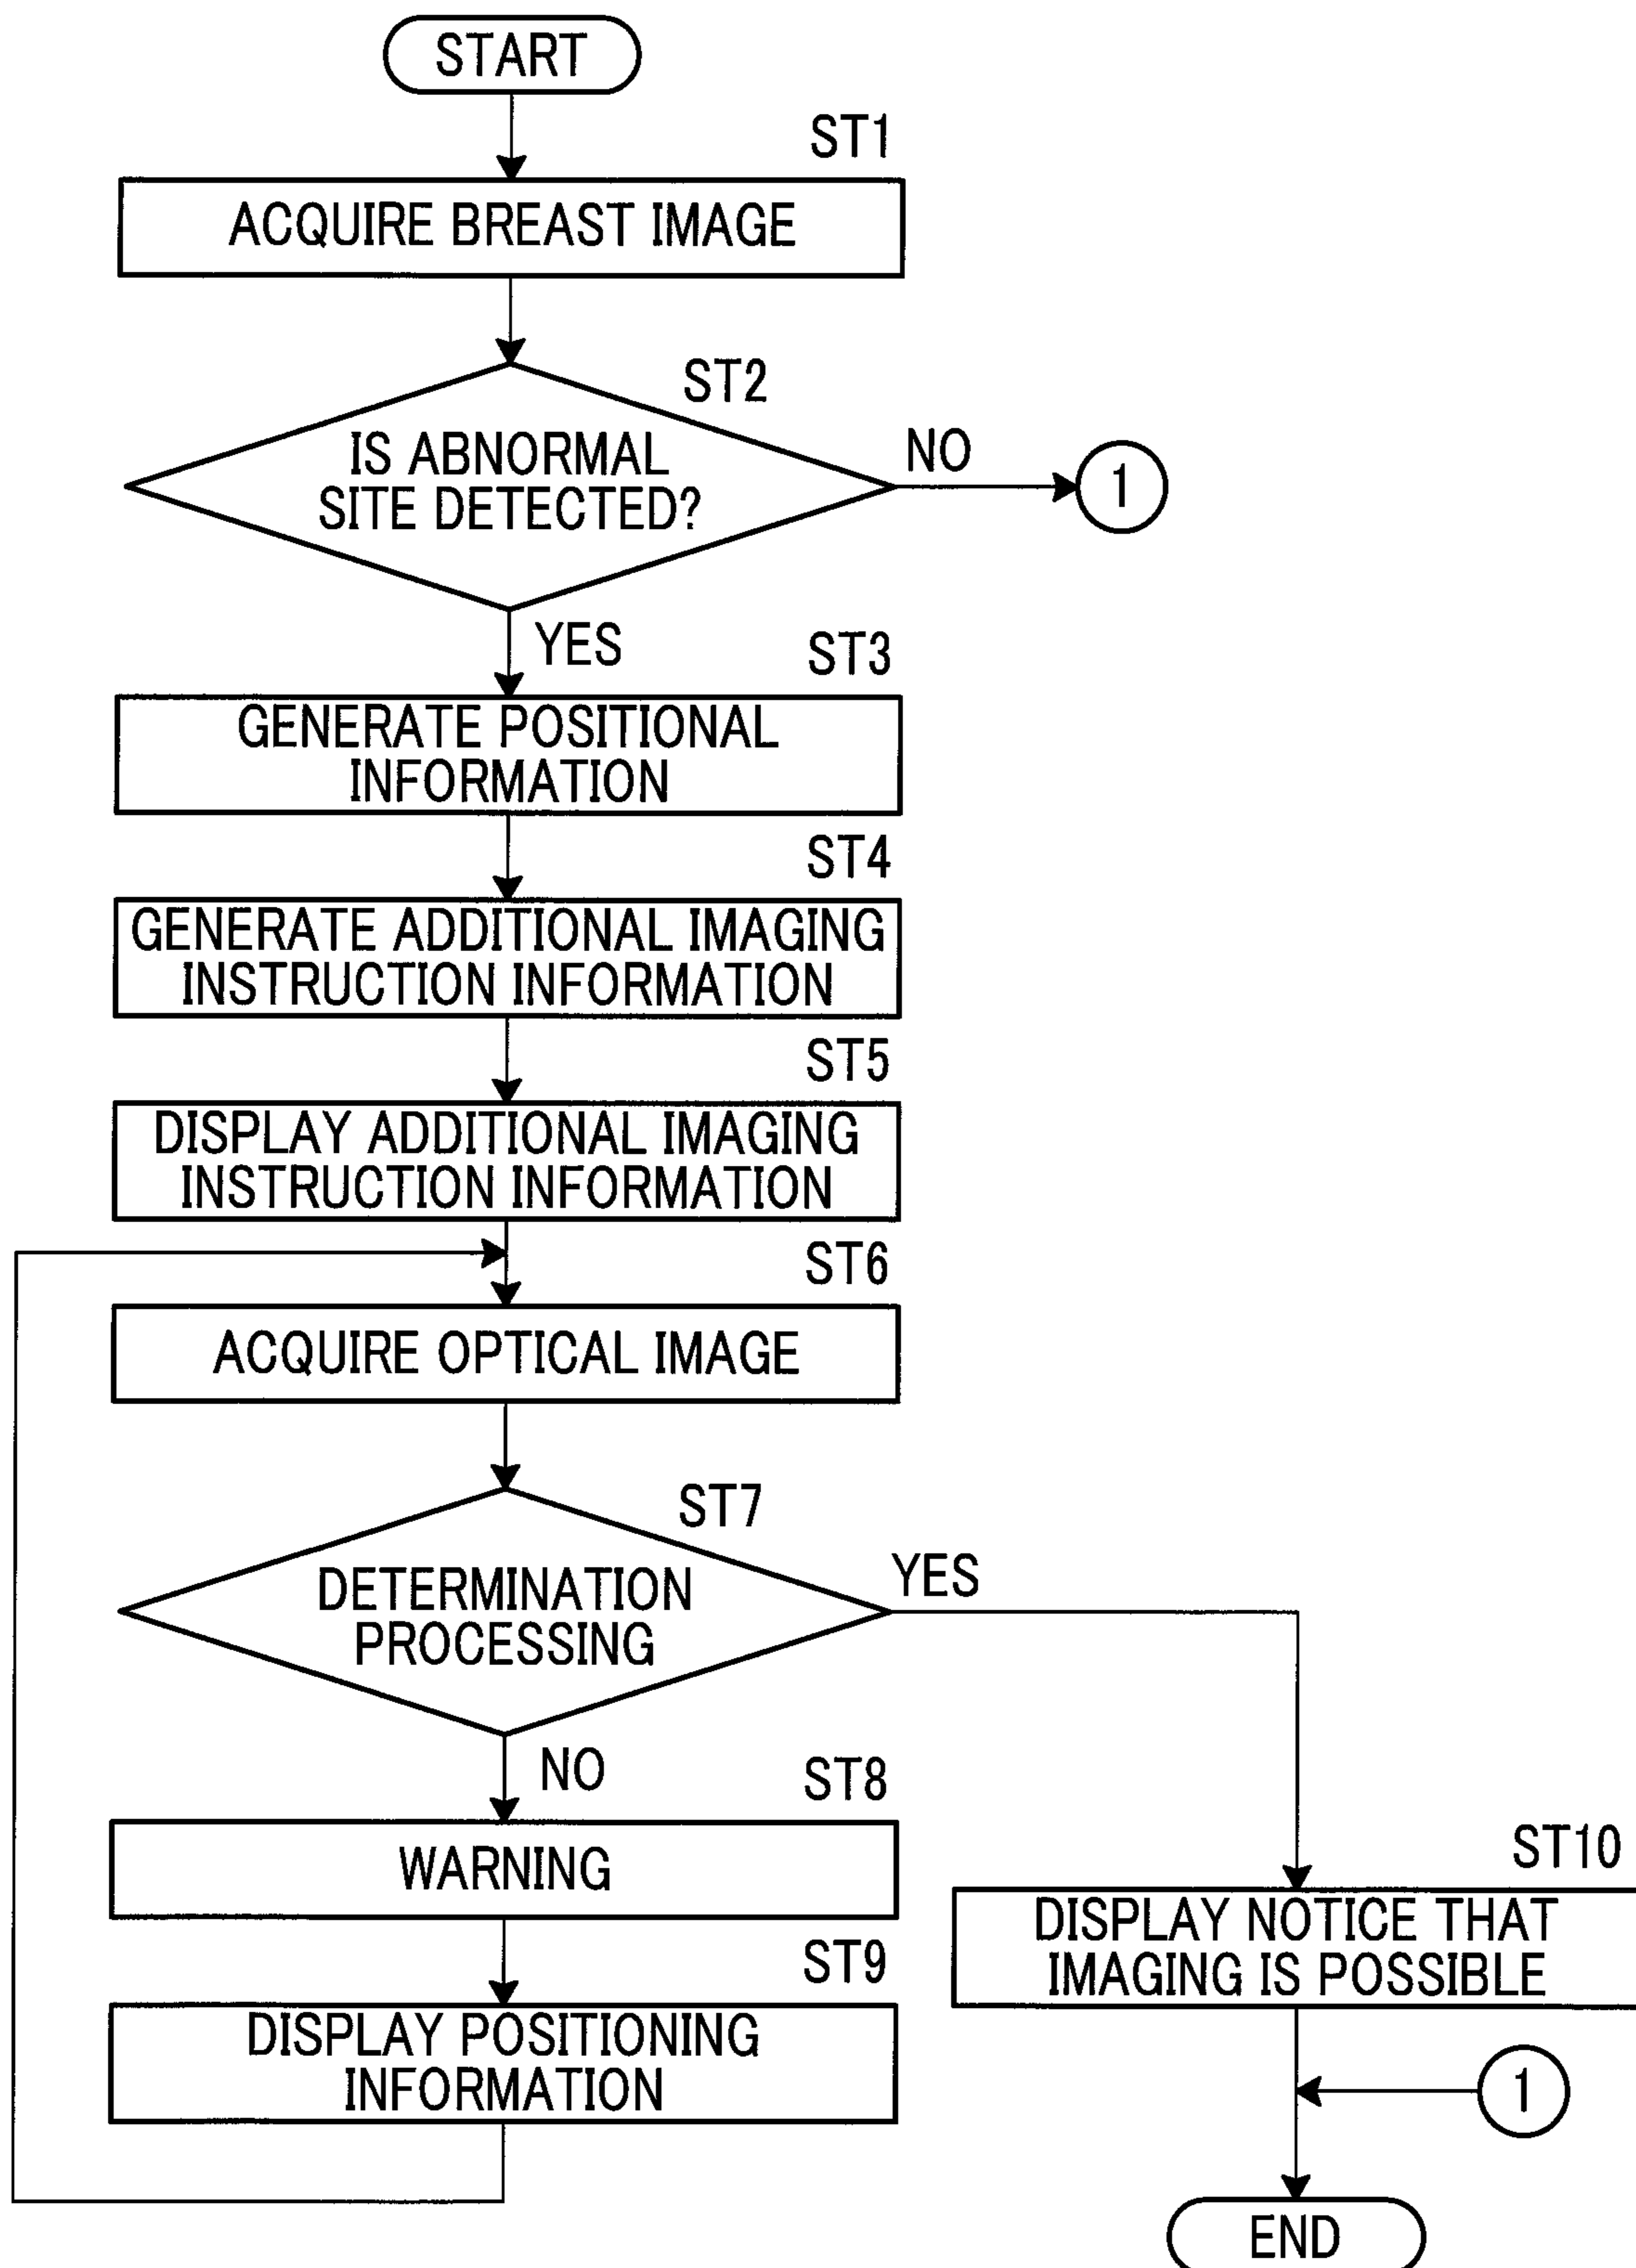 START
ST1
ACQUIRE BREAST IMAGE
ST2
IS ABNORMAL
SITE DETECTED?
NO
1
YES
ST3
GENERATE POSITIONAL
INFORMATION
ST4
GENERATE ADDITIONAL IMAGING
INSTRUCTION INFORMATION
ST5
DISPLAY ADDITIONAL IMAGING
INSTRUCTION INFORMATION
ST6
ACQUIRE OPTICAL IMAGE
ST7
DETERMINATION
PROCESSING
YES
NO
ST8
WARNING
ST9
DISPLAY POSITIONING
INFORMATION
ST10
DISPLAY NOTICE THAT
IMAGING IS POSSIBLE
1
END